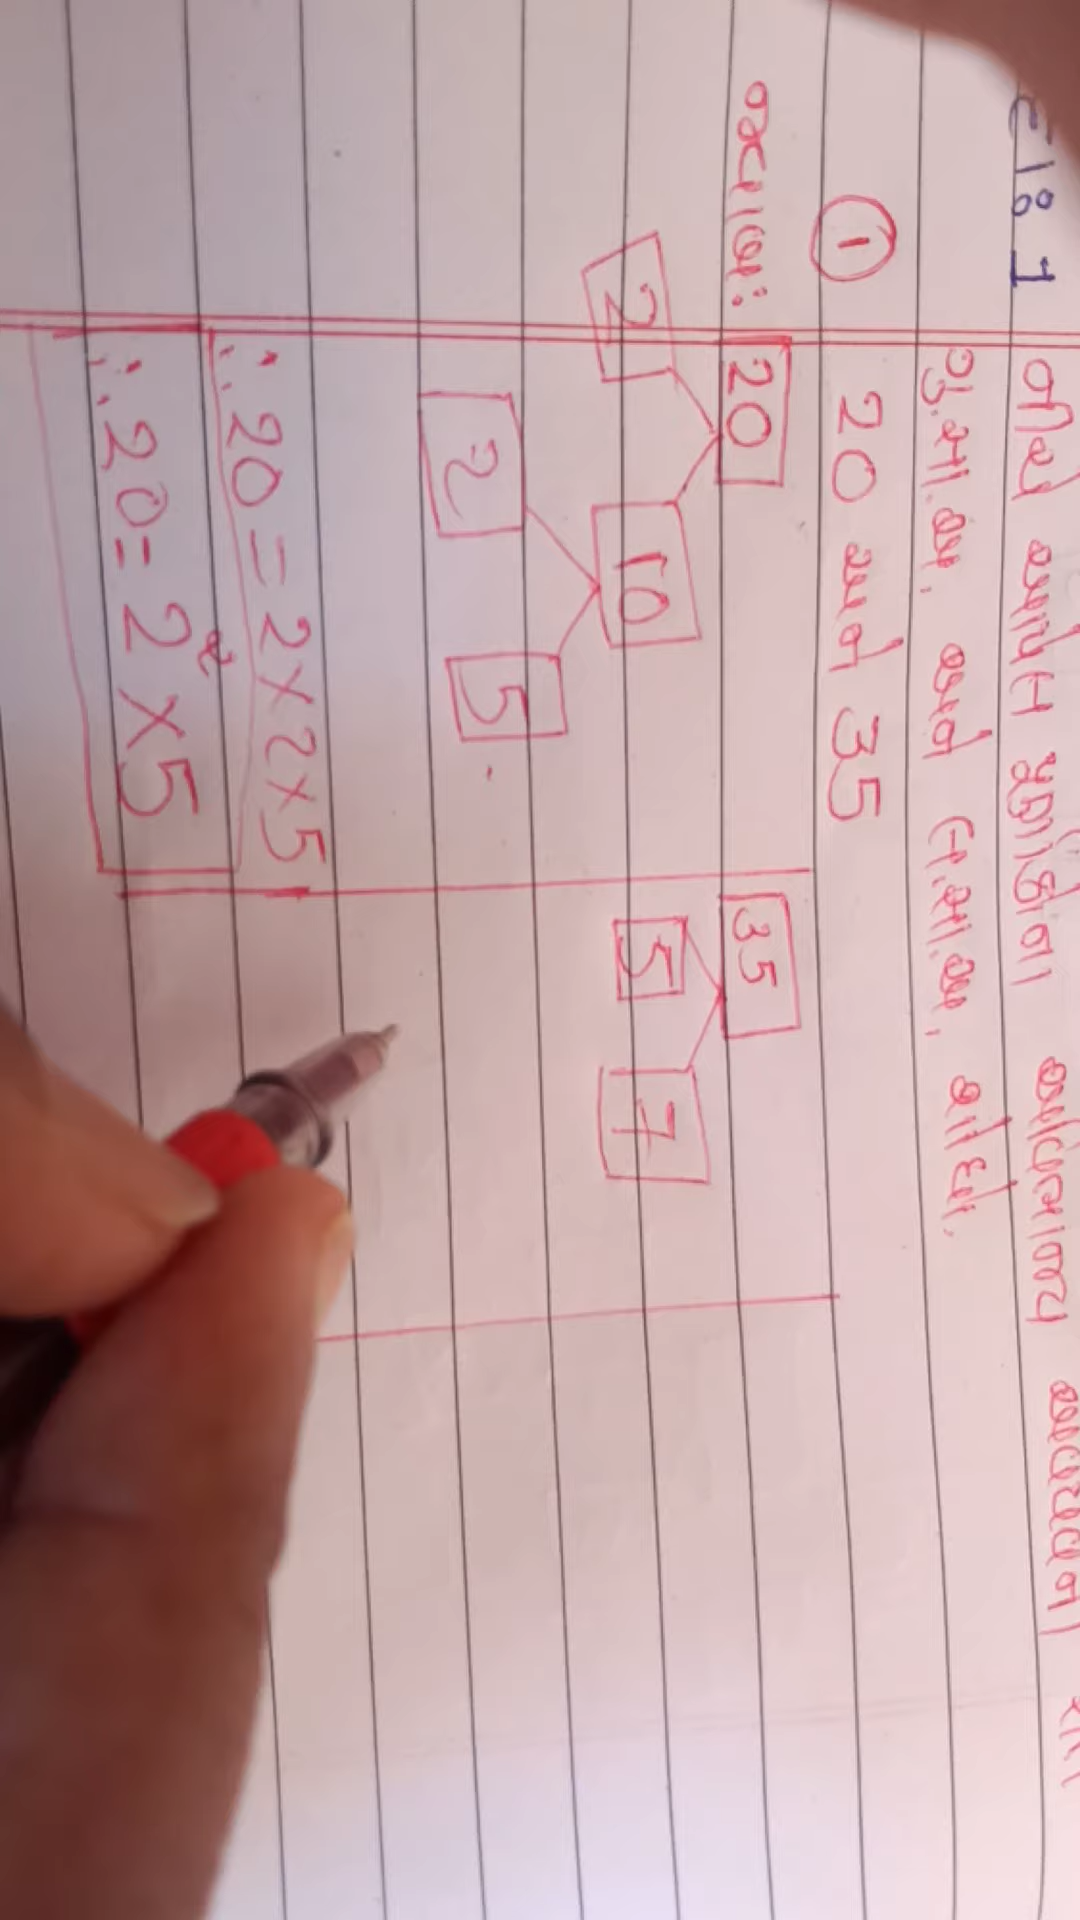 દાખલા 1 નીચે આપેલ પૂર્ણાંકોના અવિભાજ્ય અવયવની
ગુ.સા.અ. અને લ.સા.અ. શોધો.
① 20 અને 35
જવાબ: 20 35
2 10 5 7
2 5
∴ 20 = 2 x 2 x 5
∴ 20 = 2² x 5